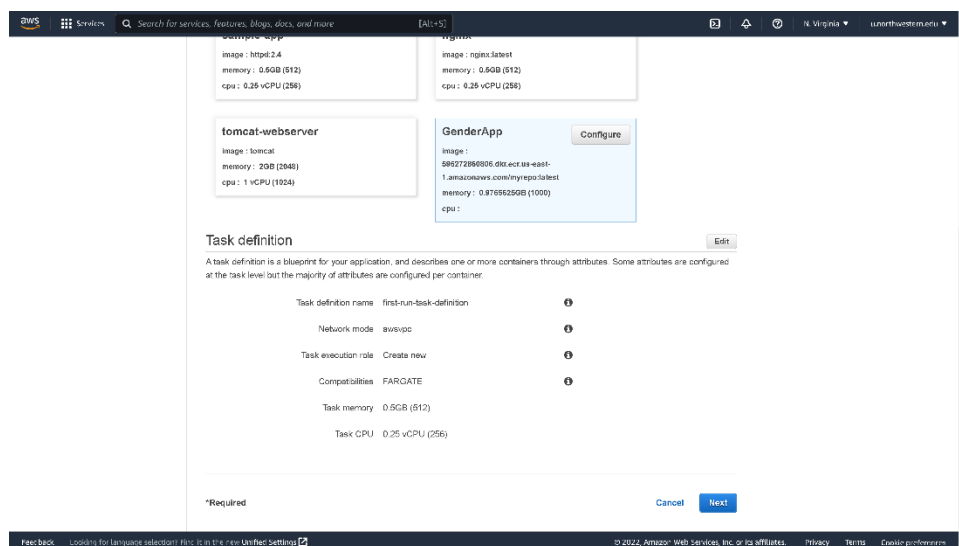 aws Services Search for services, features, blogs, docs, and more [Alt+S] N. Virginia ▼ u.northwestern.edu ▼
sample-app nginx
image : httpd:2.4 image : nginx:latest
memory : 0.5GB (512) memory : 0.5GB (512)
cpu : 0.25 vCPU (256) cpu : 0.25 vCPU (256)
tomcat-webserver
image : tomcat
memory : 2GB (2048)
cpu : 1 vCPU (1024)
GenderApp Configure
image :
596272860806.dkr.ecr.us-east-
1.amazonaws.com/myrepo:latest
memory : 0.9765625GB (1000)
cpu :
Task definition Edit
A task definition is a blueprint for your application, and describes one or more containers through attributes. Some attributes are configured
at the task level but the majority of attributes are configured per container.
Task definition name first-run-task-definition
Network mode awsvpc
Task execution role Create new
Compatibilities FARGATE
Task memory 0.5GB (512)
Task CPU 0.25 vCPU (256)
*Required Cancel Next
Feedback Looking for language selection? Find it in the new Unified Settings © 2022, Amazon Web Services, Inc. or its affiliates. Privacy Terms Cookie preferences